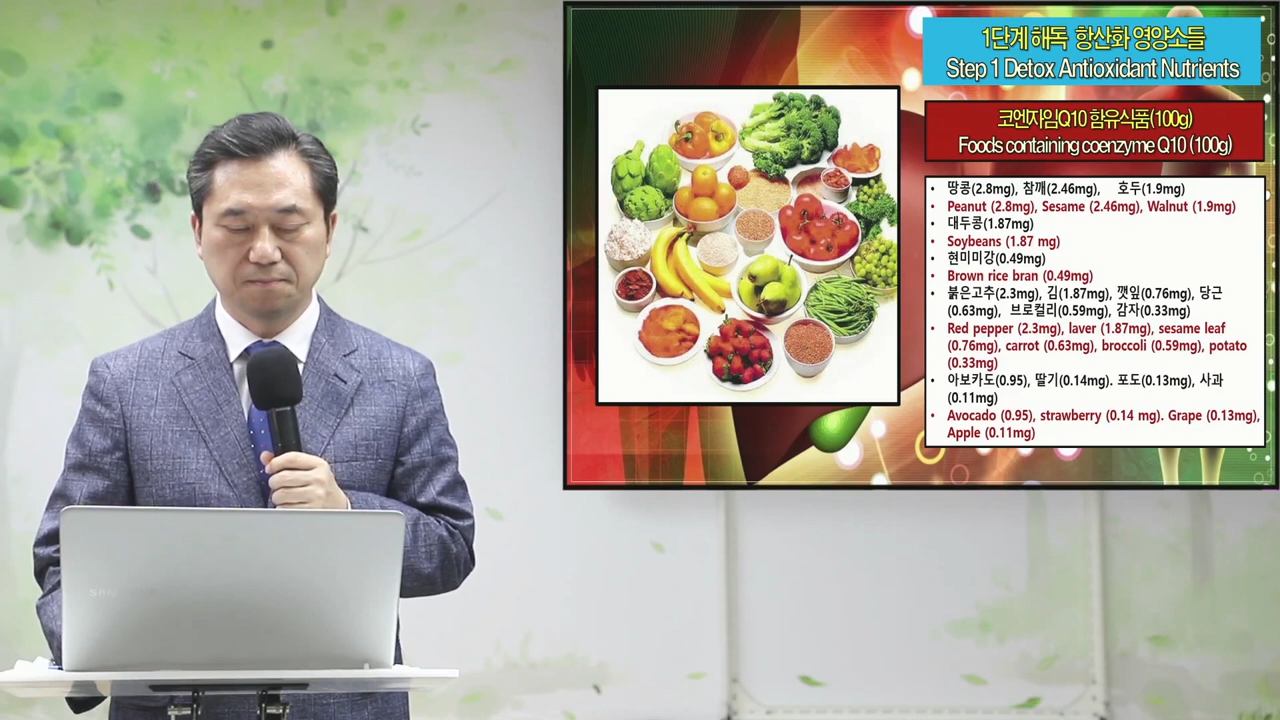 1단계 해독 항산화 영양소들
Step 1 Detox Antioxidant Nutrients
코엔자임Q10 함유식품(100g)
Foods containing coenzyme Q10 (100g)
• 땅콩(2.8mg), 참깨(2.46mg), 호두(1.9mg)
• Peanut (2.8mg), Sesame (2.46mg), Walnut (1.9mg)
• 대두콩(1.87mg)
• Soybeans (1.87 mg)
• 현미미강(0.49mg)
• Brown rice bran (0.49mg)
• 붉은고추(2.3mg), 김(1.87mg), 깻잎(0.76mg), 당근
(0.63mg), 브로컬리(0.59mg), 감자(0.33mg)
• Red pepper (2.3mg), laver (1.87mg), sesame leaf
(0.76mg), carrot (0.63mg), broccoli (0.59mg), potato
(0.33mg)
• 아보카도(0.95), 딸기(0.14mg). 포도(0.13mg), 사과
(0.11mg)
• Avocado (0.95), strawberry (0.14 mg). Grape (0.13mg),
Apple (0.11mg)